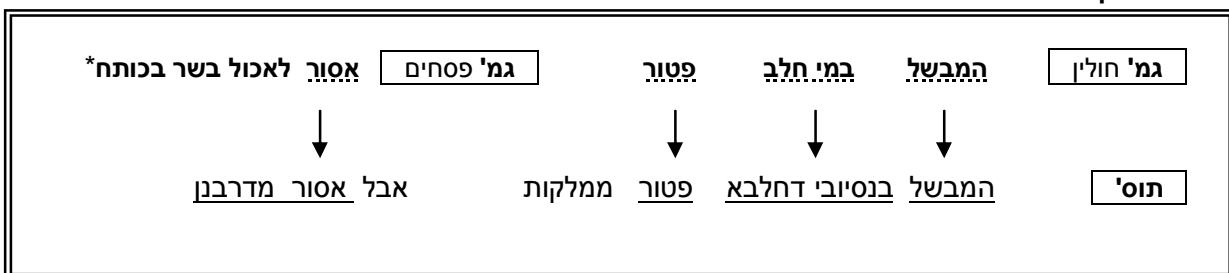 גמ' חולין המבשל במי חלב פטור גמ' פסחים אסור לאכול בשר בכותח*
תוס' המבשל בנסיובי דחלבא פטור ממלקות אבל אסור מדרבנן